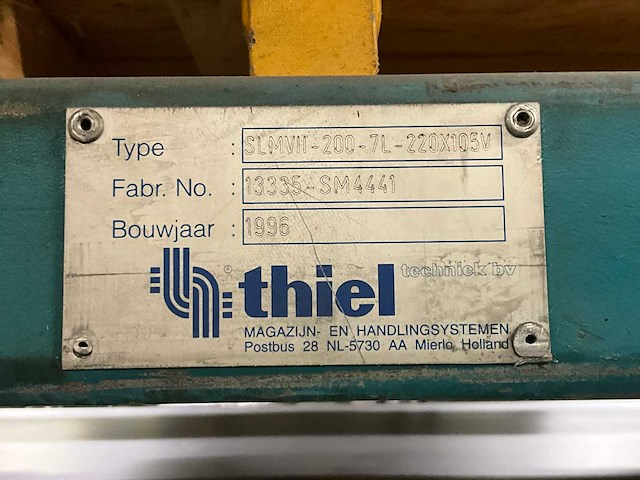 Type : SLMVH-200-7L-220X105V
Fabr. No. : 13335-SM4441
Bouwjaar : 1996
® thiel techniek bv
MAGAZIJN- EN HANDLINGSYSTEMEN
Postbus 28 NL-5730 AA Mierlo Holland